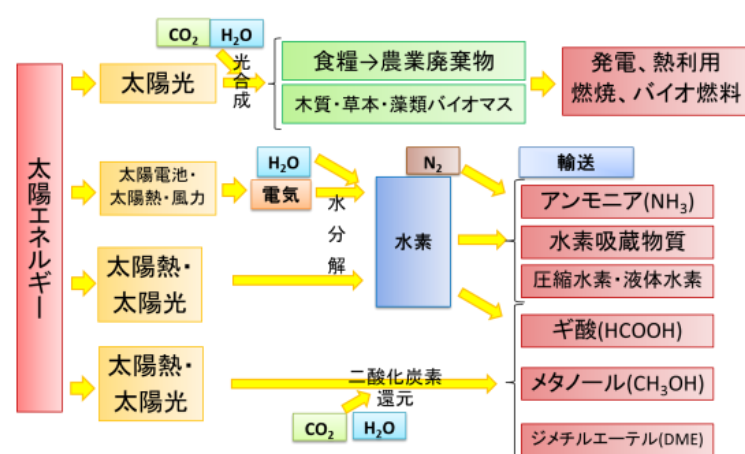 太陽エネルギー
CO₂
H₂O
光合成
太陽光
食糧→農業廃棄物
木質・草本・藻類バイオマス
発電、熱利用
燃焼、バイオ燃料
太陽電池・
太陽熱・風力
H₂O
電気
水分解
N₂
水素
輸送
アンモニア(NH₃)
水素吸蔵物質
圧縮水素・液体水素
太陽熱・
太陽光
ギ酸(HCOOH)
太陽熱・
太陽光
二酸化炭素
還元
CO₂
H₂O
メタノール(CH₃OH)
ジメチルエーテル(DME)